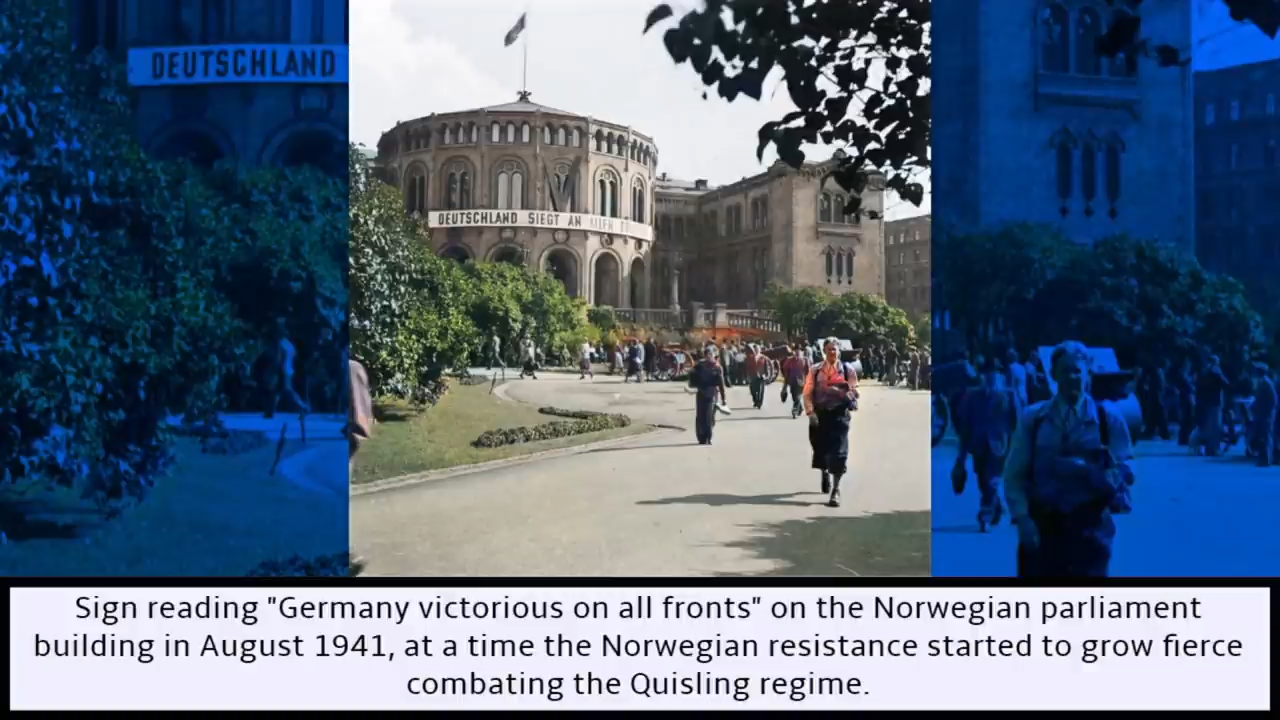 DEUTSCHLAND
DEUTSCHLAND SIEGT AN ALLEN
Sign reading "Germany victorious on all fronts" on the Norwegian parliament
building in August 1941, at a time the Norwegian resistance started to grow fierce
combating the Quisling regime.